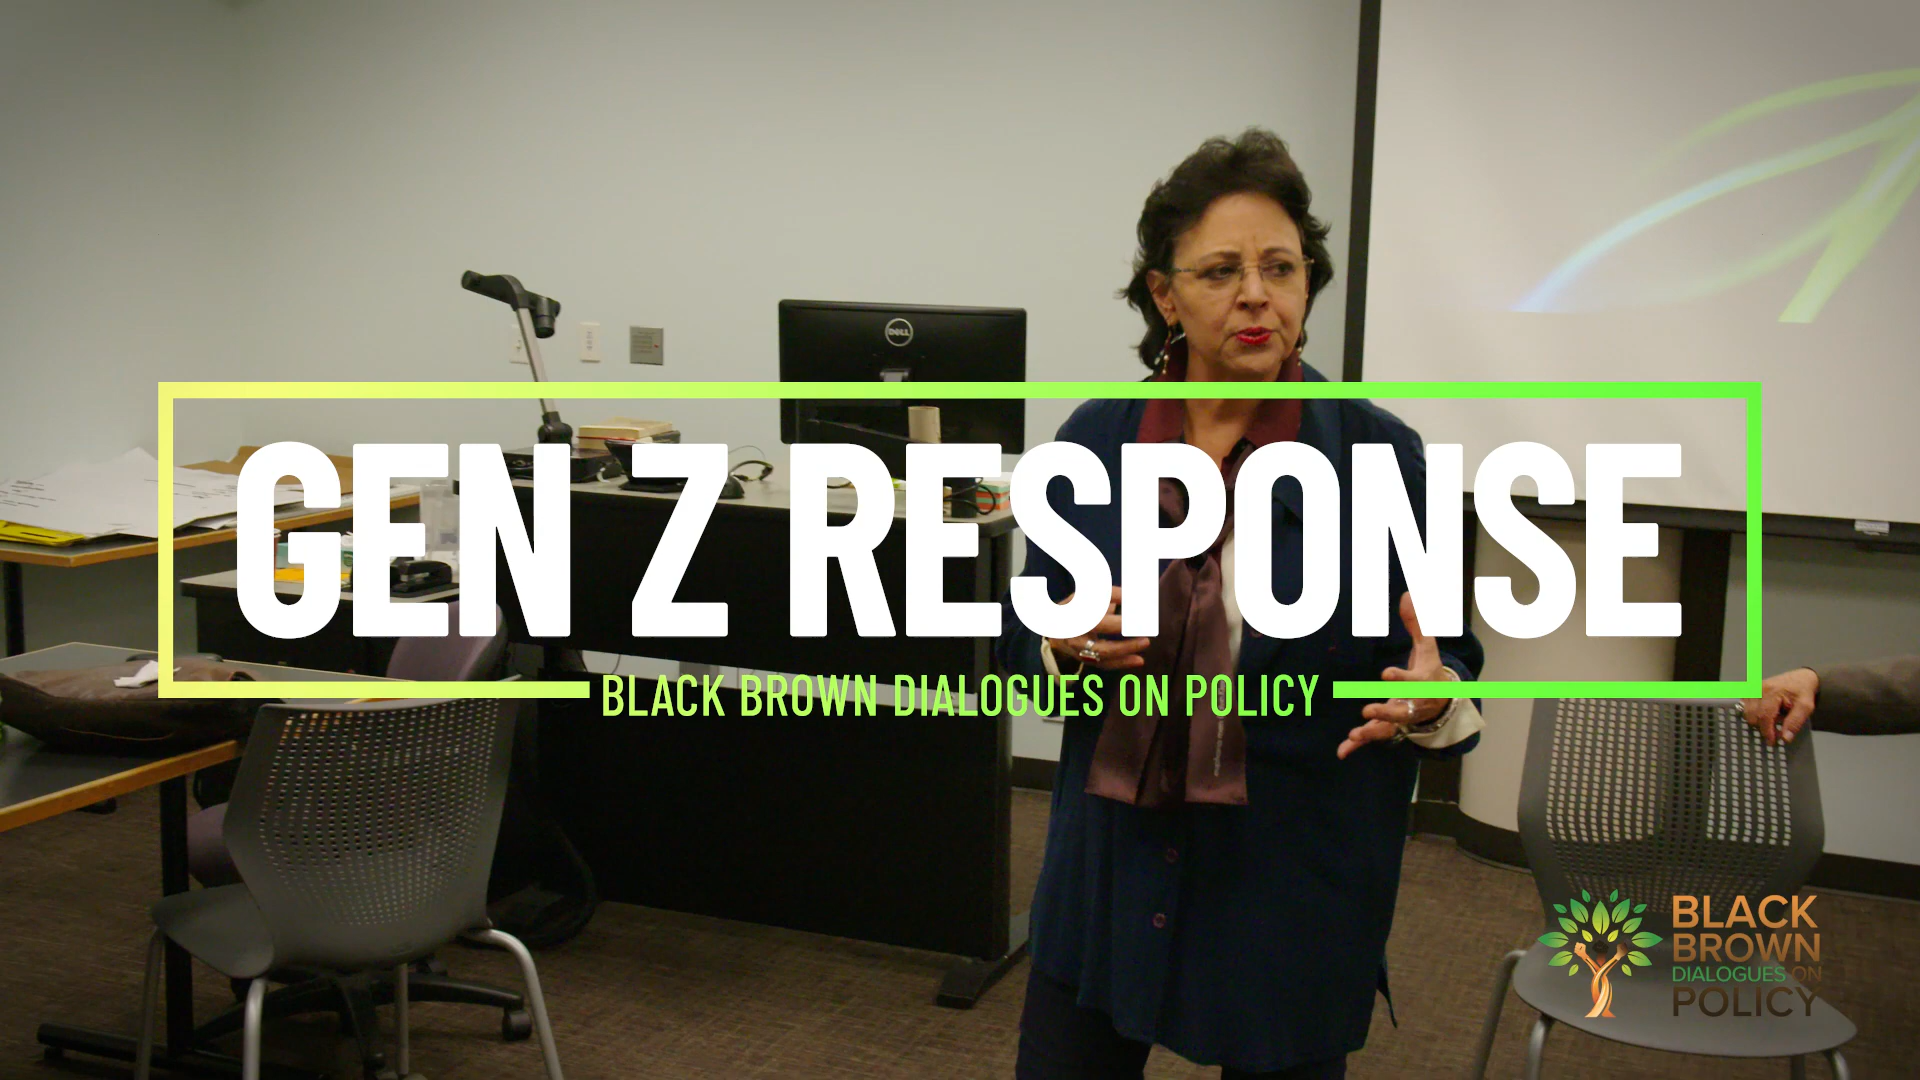 DELL
GEN Z RESPONSE
BLACK BROWN DIALOGUES ON POLICY
BLACK
BROWN
DIALOGUES ON
POLICY